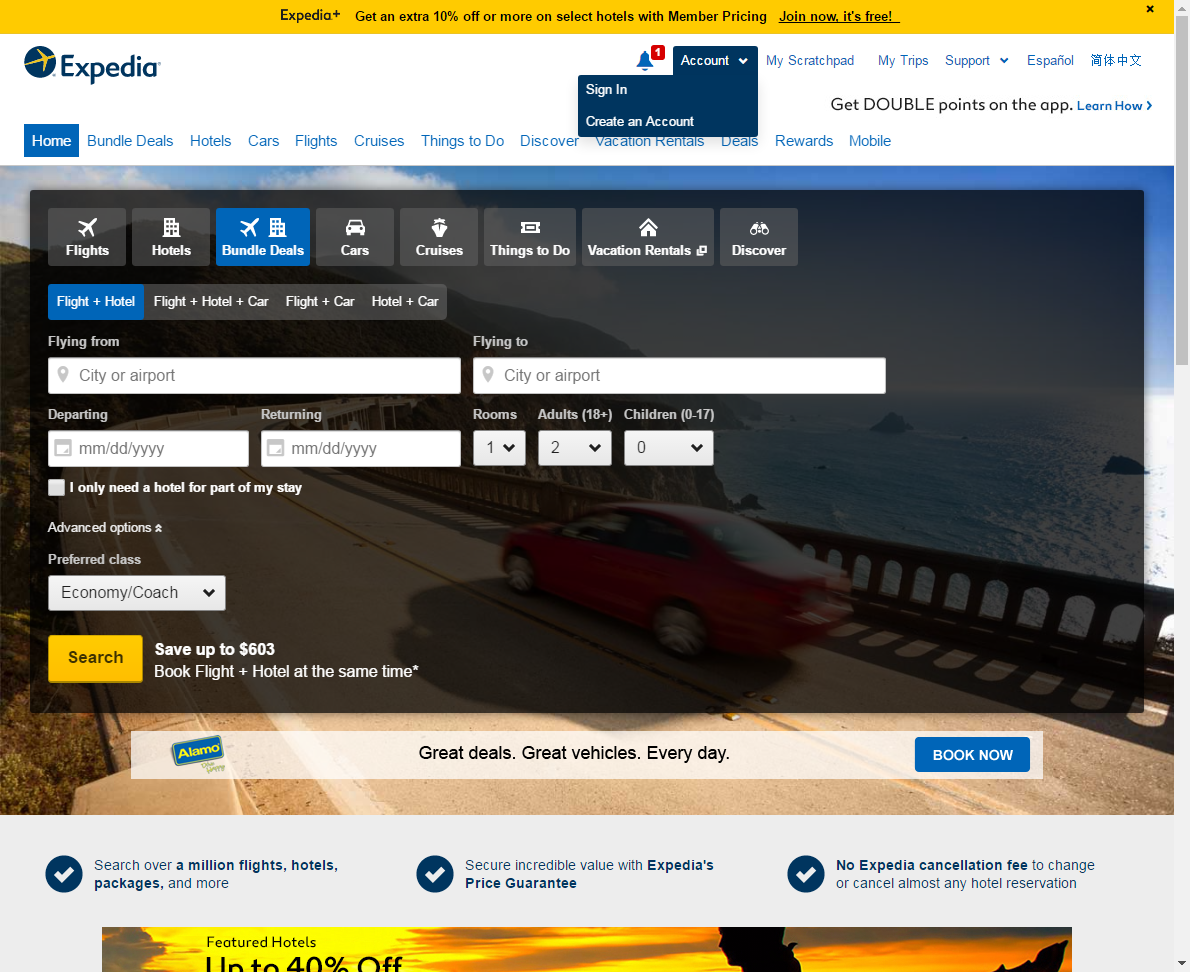 Expedia+ Get an extra 10% off or more on select hotels with Member Pricing Join now, it's free!
Expedia
1
Account
My Scratchpad
My Trips
Support
Español
简体中文
Sign In
Create an Account
Get DOUBLE points on the app. Learn How
Home Bundle Deals Hotels Cars Flights Cruises Things to Do Discover Vacation Rentals Deals Rewards Mobile
Flights Hotels Bundle Deals Cars Cruises Things to Do Vacation Rentals Discover
Flight + Hotel Flight + Hotel + Car Flight + Car Hotel + Car
Flying from Flying to
City or airport City or airport
Departing Returning Rooms Adults (18+) Children (0-17)
mm/dd/yyyy mm/dd/yyyy 1 2 0
I only need a hotel for part of my stay
Advanced options
Preferred class
Economy/Coach
Search
Save up to $603
Book Flight + Hotel at the same time*
Alamo
Great deals. Great vehicles. Every day.
BOOK NOW
Search over a million flights, hotels,
packages, and more
Secure incredible value with Expedia's
Price Guarantee
No Expedia cancellation fee to change
or cancel almost any hotel reservation
Featured Hotels
Up to 40% Off